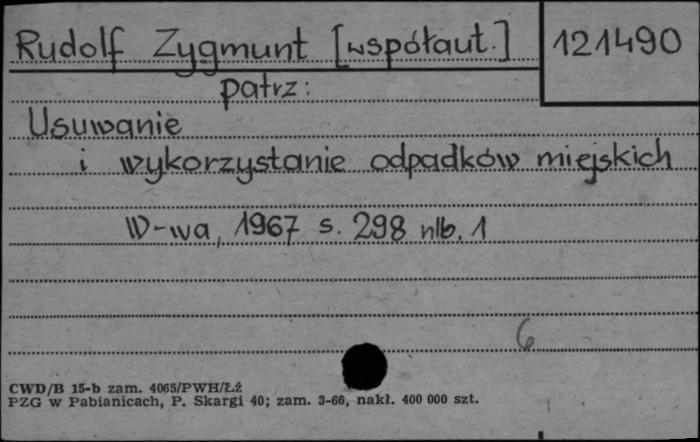 Rudolf Zygmunt [współaut.] 121490
patrz:
Usuwanie
i wykorzystanie odpadków miejskich
W-wa, 1967 s. 298 nlb. 1
6
CWD/B 15-b zam. 4065/PWH/Łź
PZG w Pabianicach, P. Skargi 40; zam. 3-66, nakł. 400 000 szt.